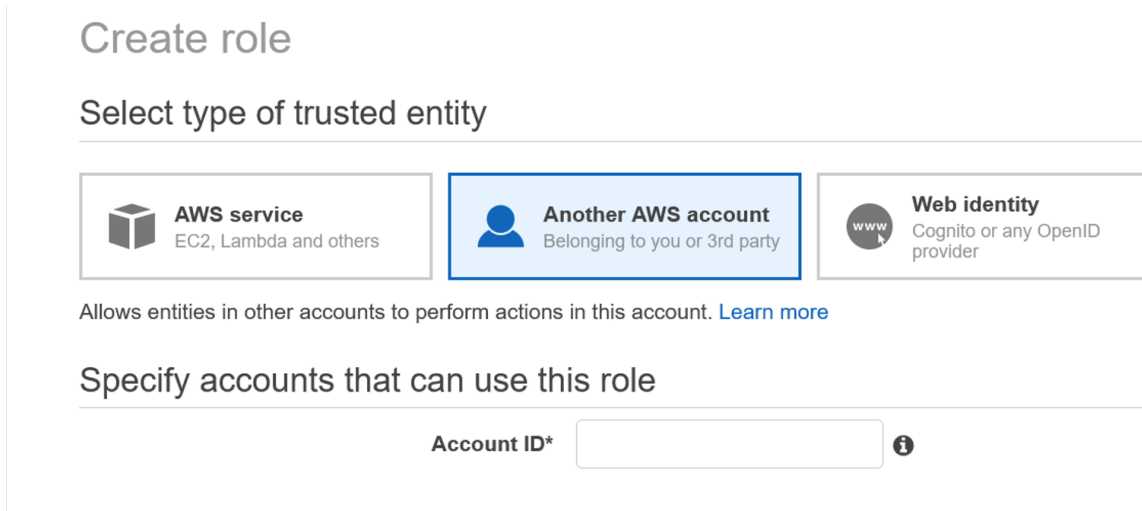 Create role
Select type of trusted entity
AWS service
EC2, Lambda and others
Another AWS account
Belonging to you or 3rd party
www
Web identity
Cognito or any OpenID
provider
Allows entities in other accounts to perform actions in this account. Learn more
Specify accounts that can use this role
Account ID*